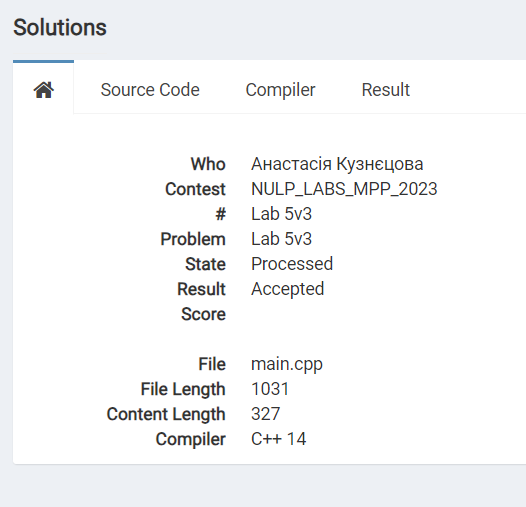 Solutions
Source Code Compiler Result
Who Анастасія Кузнєцова
Contest NULP_LABS_MPP_2023
# Lab 5v3
Problem Lab 5v3
State Processed
Result Accepted
Score
File main.cpp
File Length 1031
Content Length 327
Compiler C++ 14